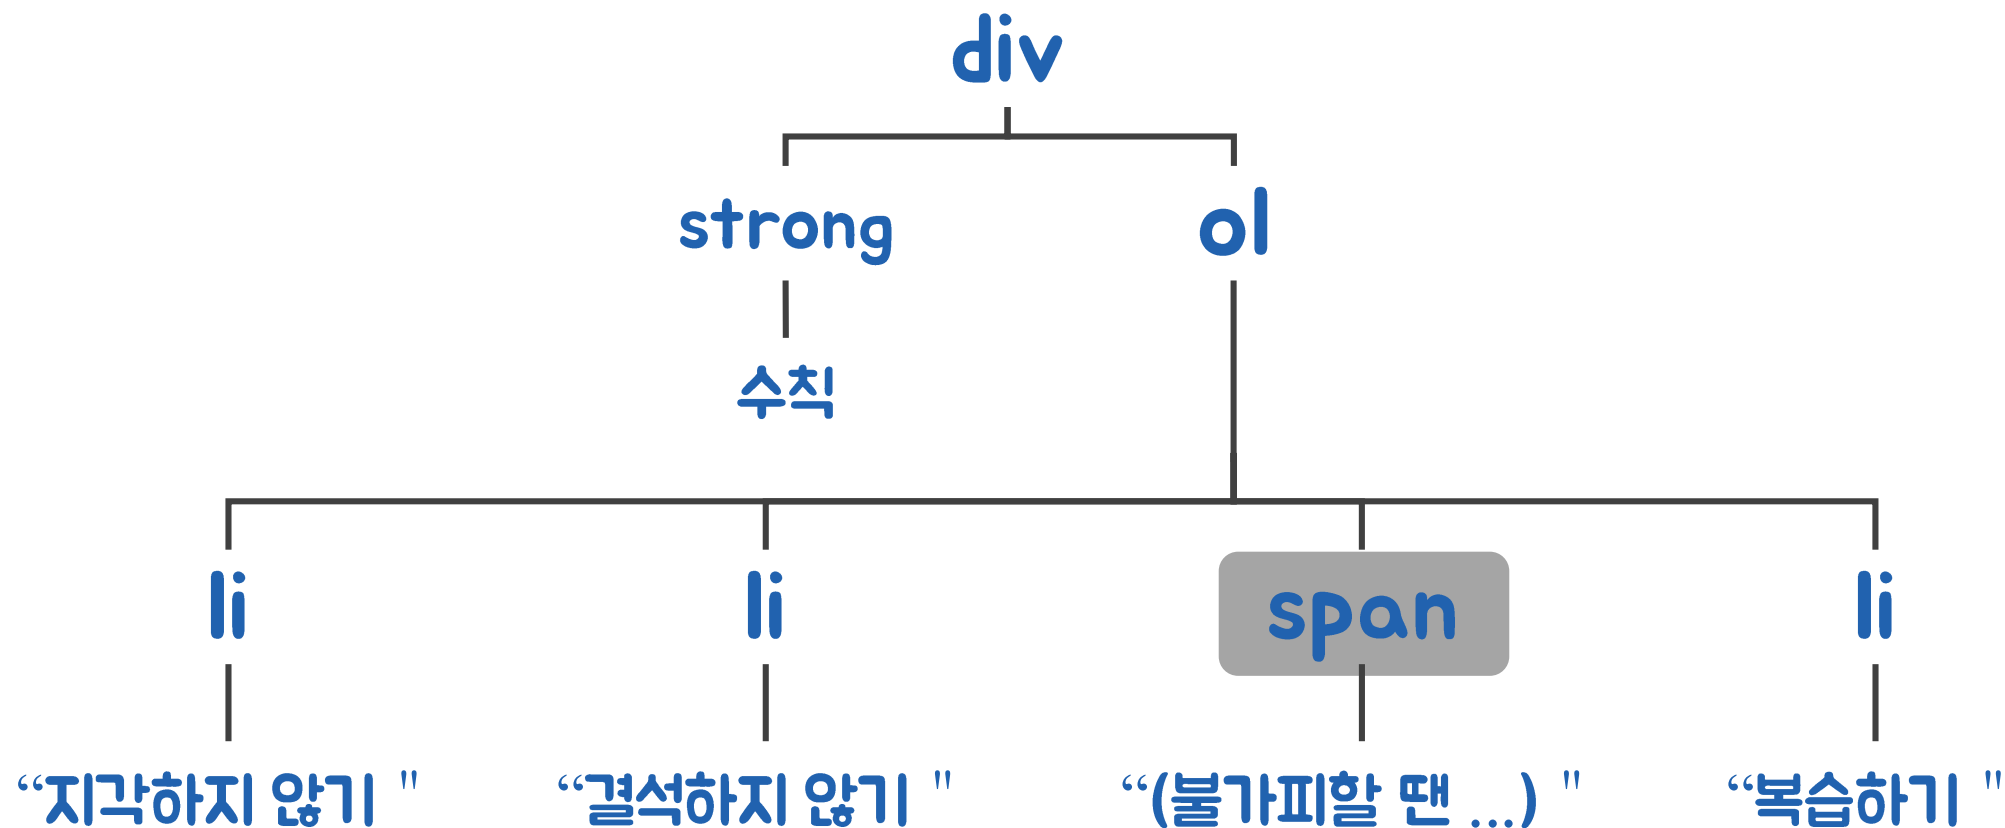 div
strong ol
수칙
li li span li
“지각하지 않기 " “결석하지 않기 " “(불가피할 땐 ...) " “복습하기 "